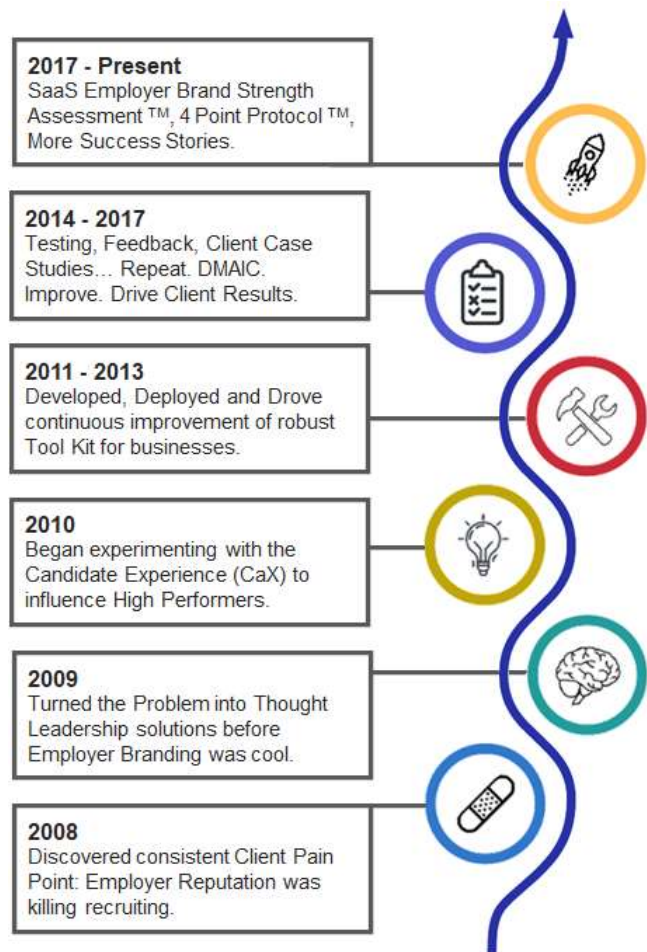 2017 - Present
SaaS Employer Brand Strength
Assessment ™, 4 Point Protocol ™,
More Success Stories.
2014 - 2017
Testing, Feedback, Client Case
Studies... Repeat. DMAIC.
Improve. Drive Client Results.
2011 - 2013
Developed, Deployed and Drove
continuous improvement of robust
Tool Kit for businesses.
2010
Began experimenting with the
Candidate Experience (CaX) to
influence High Performers.
2009
Turned the Problem into Thought
Leadership solutions before
Employer Branding was cool.
2008
Discovered consistent Client Pain
Point: Employer Reputation was
killing recruiting.